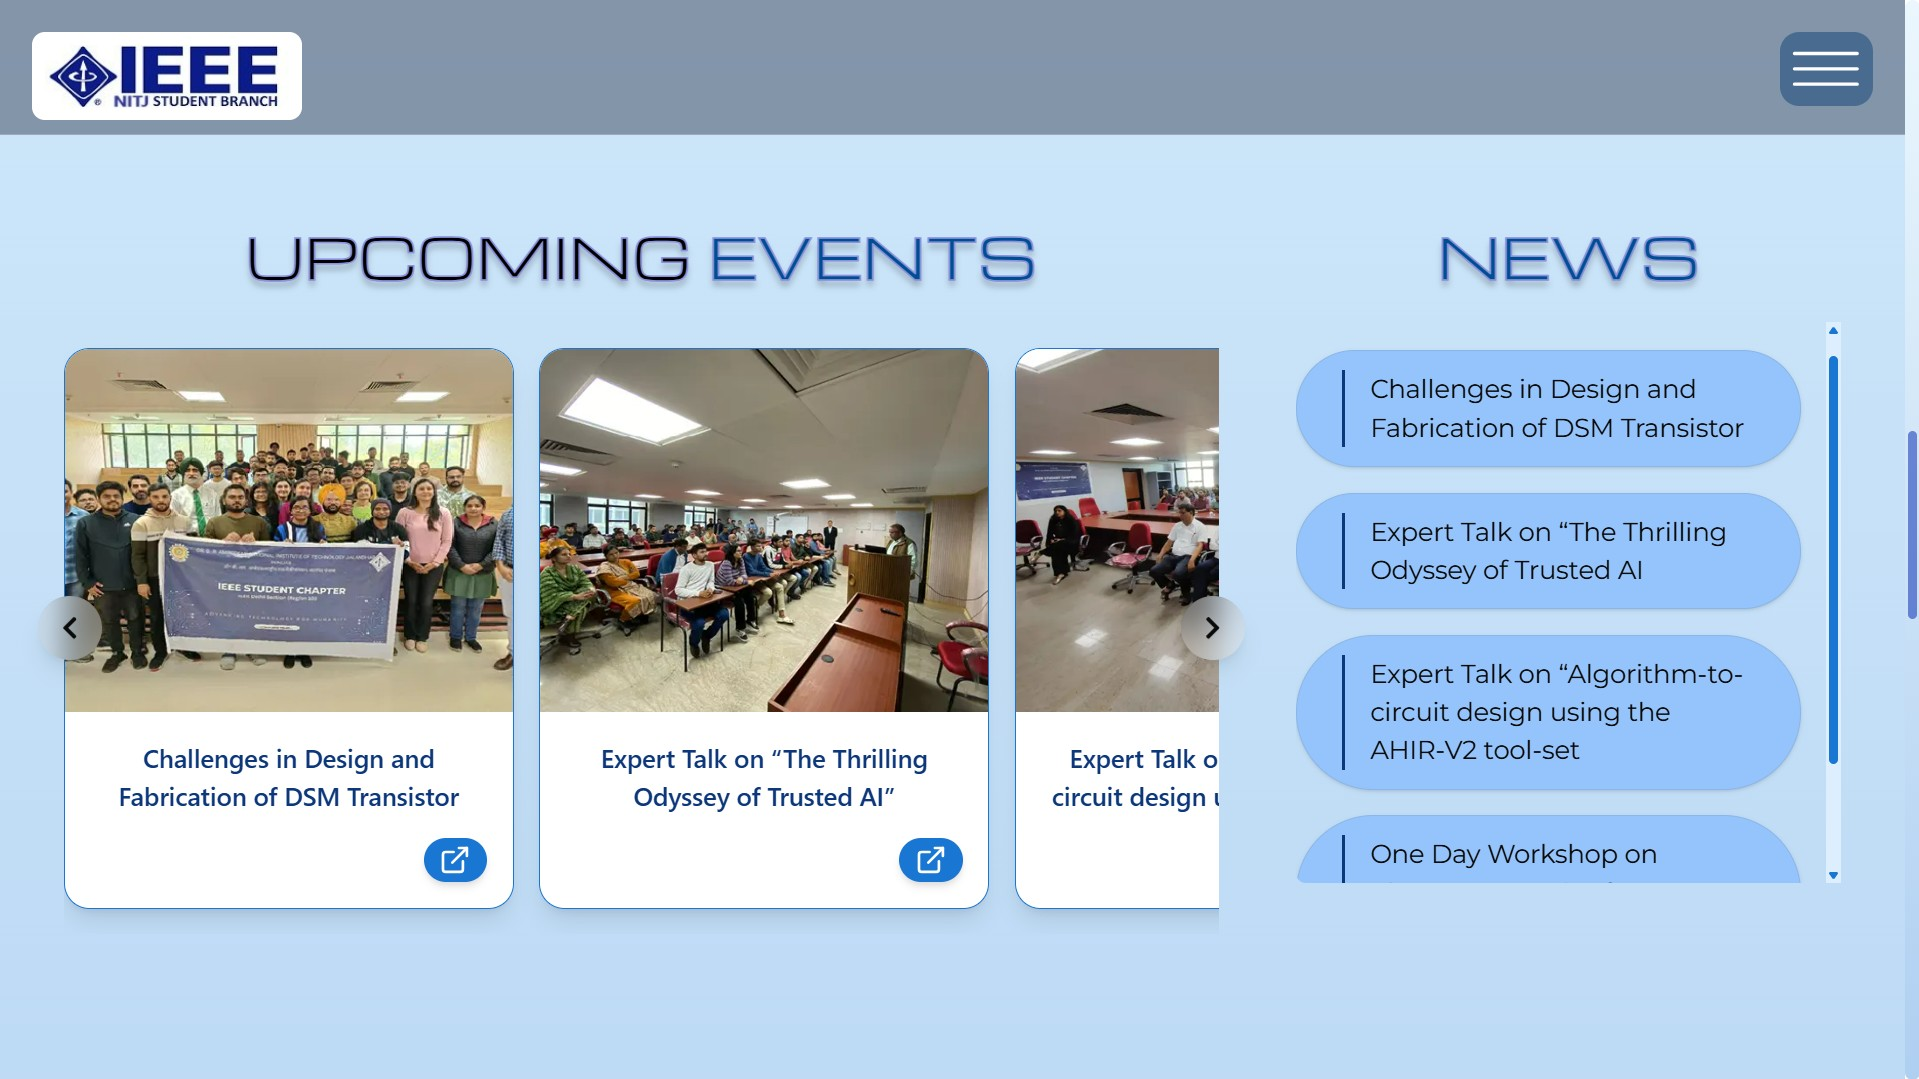 IEEE
NITJ STUDENT BRANCH
UPCOMING EVENTS
IEEE STUDENT CHAPTER
Challenges in Design and
Fabrication of DSM Transistor
Expert Talk on “The Thrilling
Odyssey of Trusted AI”
Expert Talk o
circuit design
NEWS
Challenges in Design and
Fabrication of DSM Transistor
Expert Talk on “The Thrilling
Odyssey of Trusted AI
Expert Talk on “Algorithm-to-
circuit design using the
AHIR-V2 tool-set
One Day Workshop on